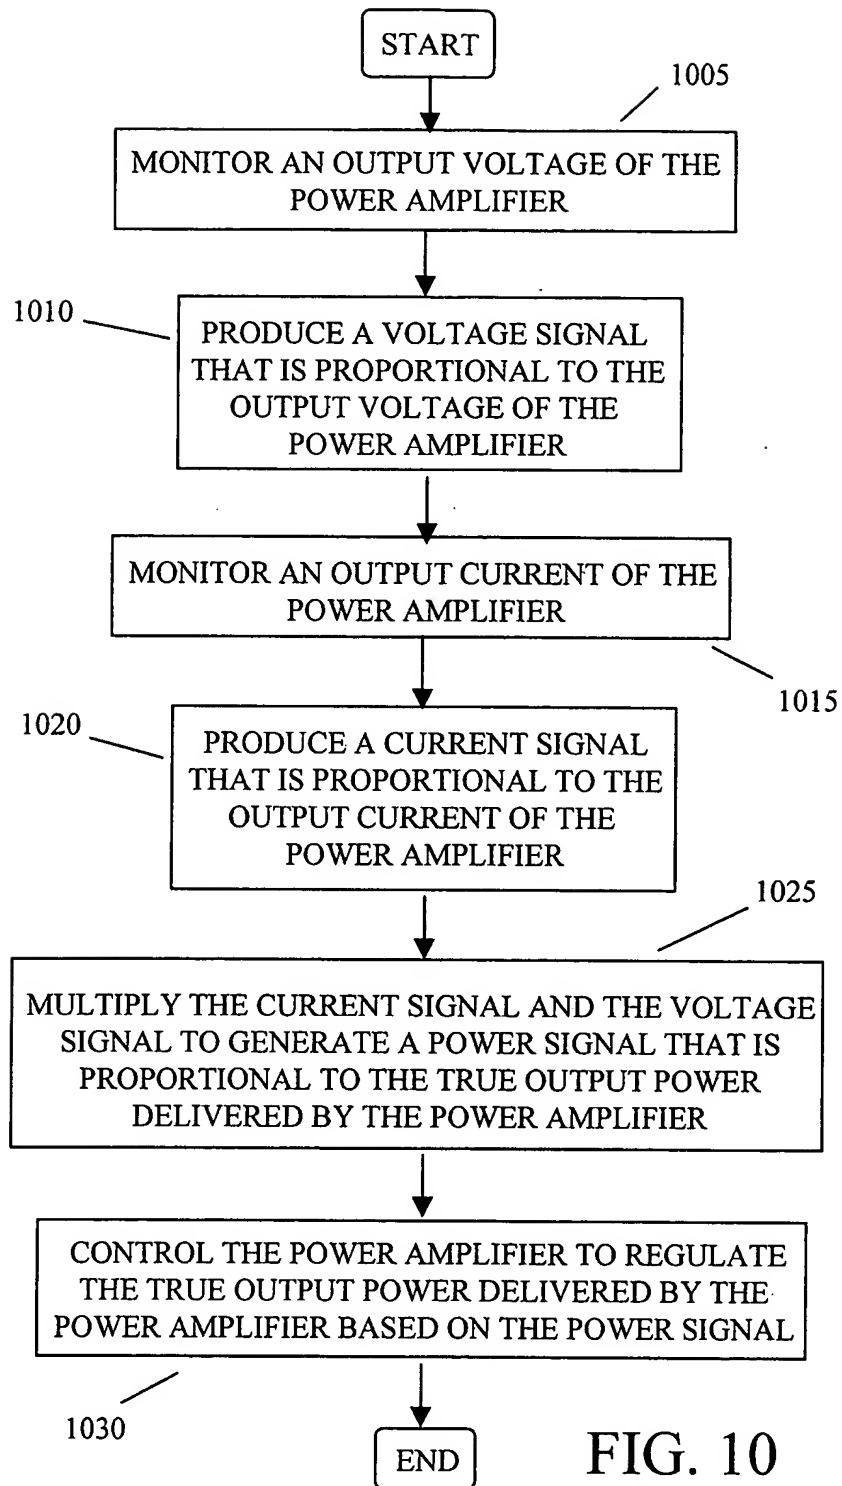 START
1005
MONITOR AN OUTPUT VOLTAGE OF THE
POWER AMPLIFIER
1010
PRODUCE A VOLTAGE SIGNAL
THAT IS PROPORTIONAL TO THE
OUTPUT VOLTAGE OF THE
POWER AMPLIFIER
MONITOR AN OUTPUT CURRENT OF THE
POWER AMPLIFIER
1015
1020
PRODUCE A CURRENT SIGNAL
THAT IS PROPORTIONAL TO THE
OUTPUT CURRENT OF THE
POWER AMPLIFIER
1025
MULTIPLY THE CURRENT SIGNAL AND THE VOLTAGE
SIGNAL TO GENERATE A POWER SIGNAL THAT IS
PROPORTIONAL TO THE TRUE OUTPUT POWER
DELIVERED BY THE POWER AMPLIFIER
CONTROL THE POWER AMPLIFIER TO REGULATE
THE TRUE OUTPUT POWER DELIVERED BY THE
POWER AMPLIFIER BASED ON THE POWER SIGNAL
1030
END
FIG. 10